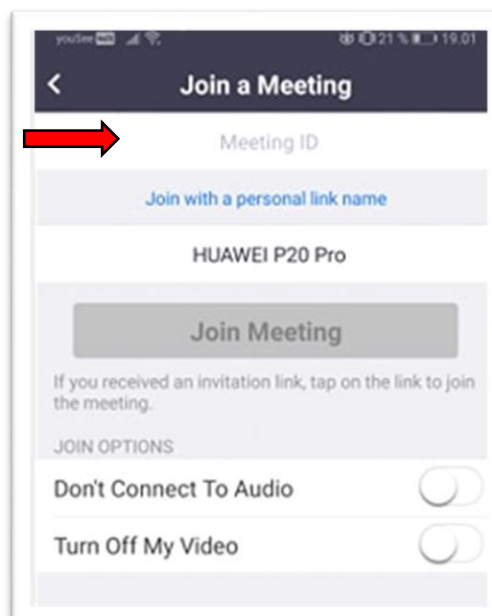 youSee 21 % 19.01
Join a Meeting
Meeting ID
Join with a personal link name
HUAWEI P20 Pro
Join Meeting
If you received an invitation link, tap on the link to join
the meeting.
JOIN OPTIONS
Don't Connect To Audio
Turn Off My Video